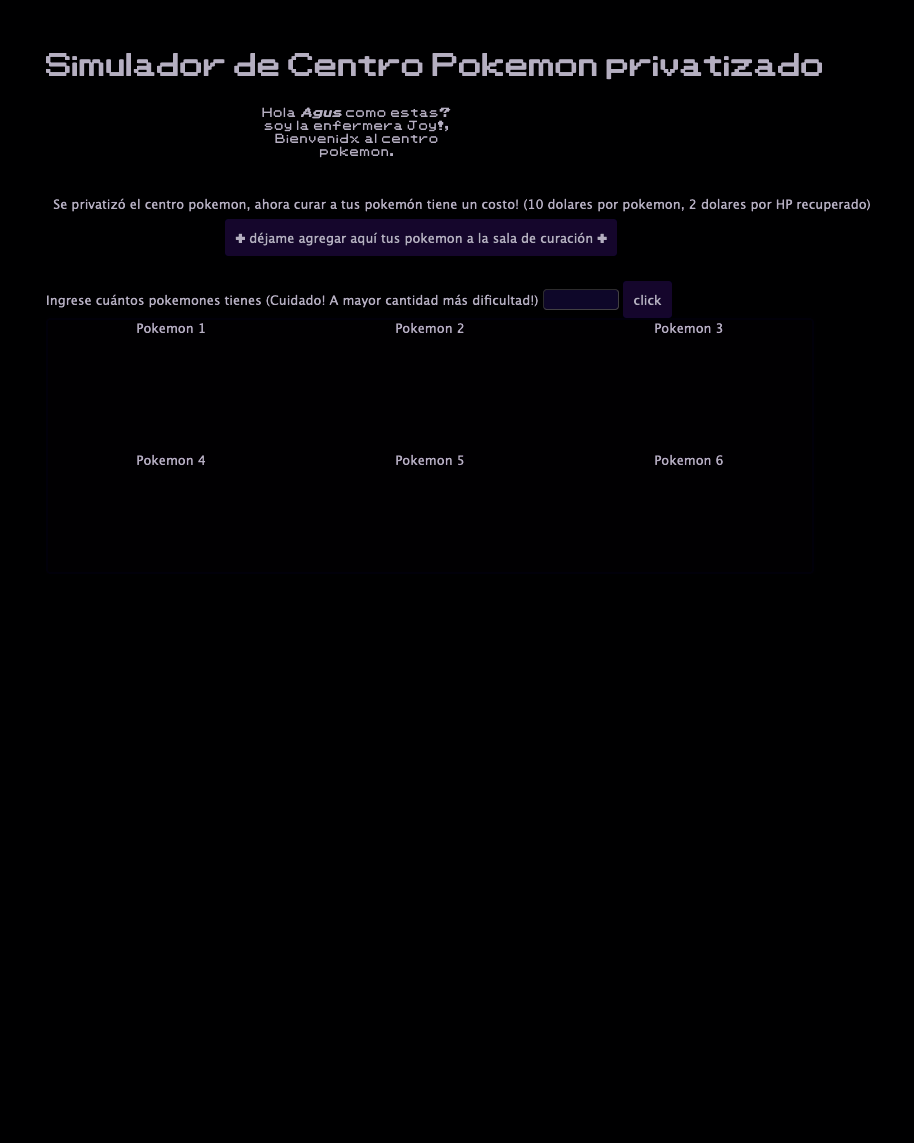 Simulador de Centro Pokemon privatizado
Hola Agus como estas?
soy la enfermera Joy!,
Bienvenidx al centro
pokemon.
Se privatizó el centro pokemon, ahora curar a tus pokemón tiene un costo! (10 dolares por pokemon, 2 dolares por HP recuperado)
✚ déjame agregar aquí tus pokemon a la sala de curación ✚
Ingrese cuántos pokemones tienes (Cuidado! A mayor cantidad más dificultad!) click
Pokemon 1 Pokemon 2 Pokemon 3
Pokemon 4 Pokemon 5 Pokemon 6